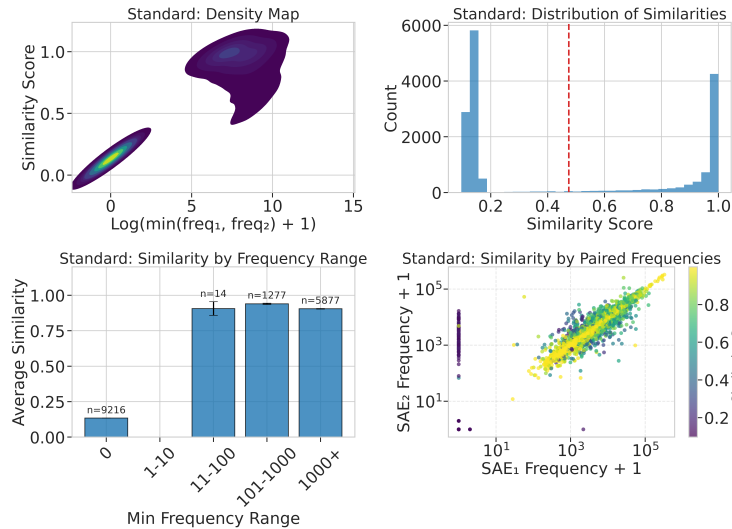 Standard: Density Map
Similarity Score
1.0
0.5
0.0
0
5
10
15
Log(min(freq₁, freq₂) + 1)
Standard: Distribution of Similarities
Count
6000
4000
2000
0
0.2
0.4
0.6
0.8
1.0
Similarity Score
Standard: Similarity by Frequency Range
Average Similarity
1.00
0.75
0.50
0.25
0.00
n=9216
n=14
n=1277
n=5877
0
1-10
11-100
101-1000
1000+
Min Frequency Range
Standard: Similarity by Paired Frequencies
SAE₂ Frequency + 1
10⁵
10³
10¹
10¹
10³
10⁵
SAE₁ Frequency + 1
0.8
0.6
0.4
0.2